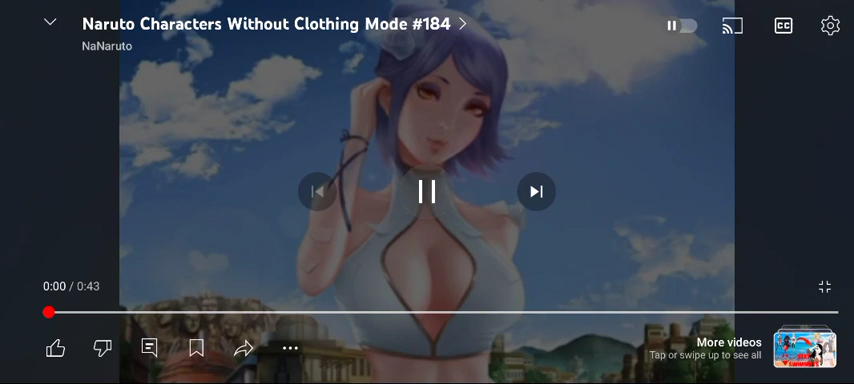 Naruto Characters Without Clothing Mode #184
NaNaruto
CC
0:00 / 0:43
More videos
Tap or swipe up to see all